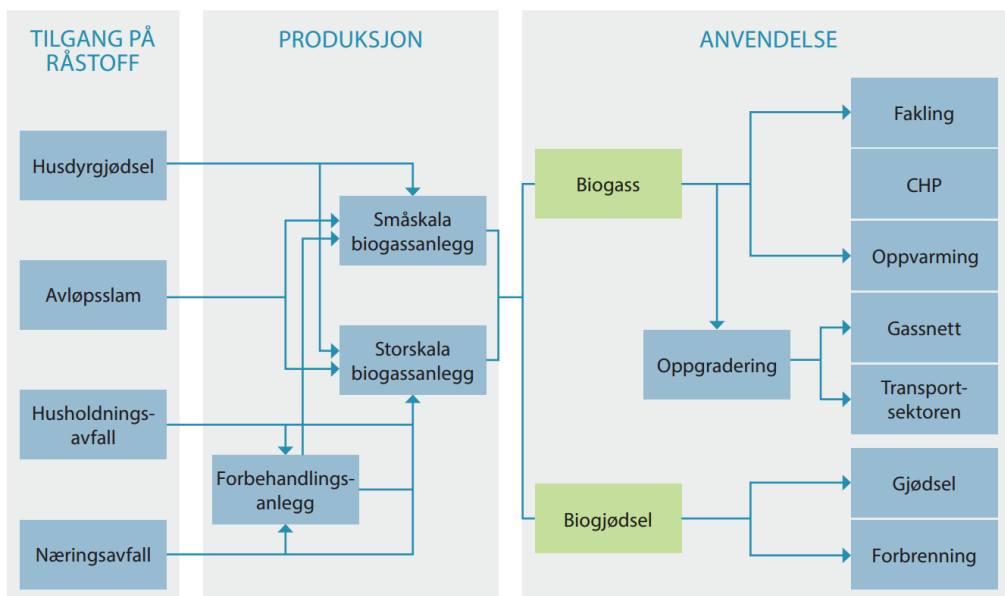 TILGANG PÅ
RÅSTOFF
PRODUKSJON
ANVENDELSE
Husdyrgjødsel
Avløpsslam
Husholdnings-
avfall
Næringsavfall
Småskala
biogassanlegg
Storskala
biogassanlegg
Forbehandlings-
anlegg
Biogass
Oppgradering
Biogjødsel
Fakling
CHP
Oppvarming
Gassnett
Transport-
sektoren
Gjødsel
Forbrenning